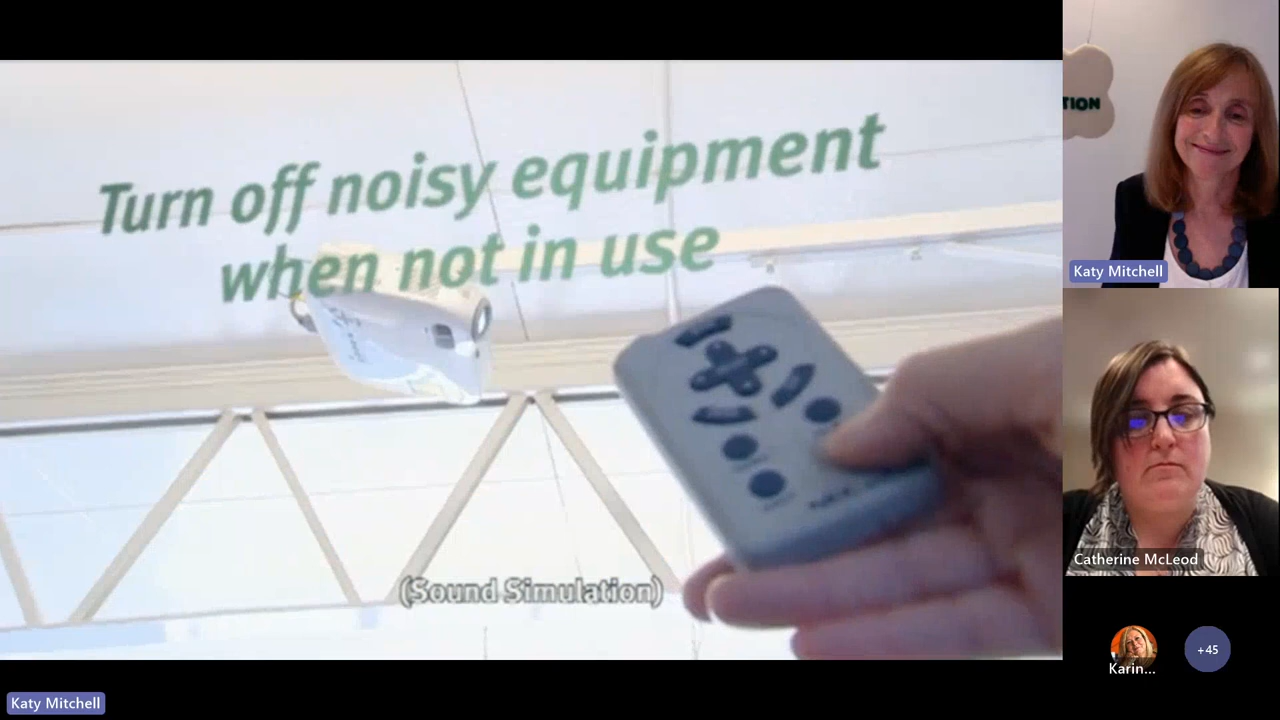 Turn off noisy equipment
when not in use
(Sound Simulation)
Katy Mitchell
TION
Katy Mitchell
Catherine McLeod
Karin...
+45